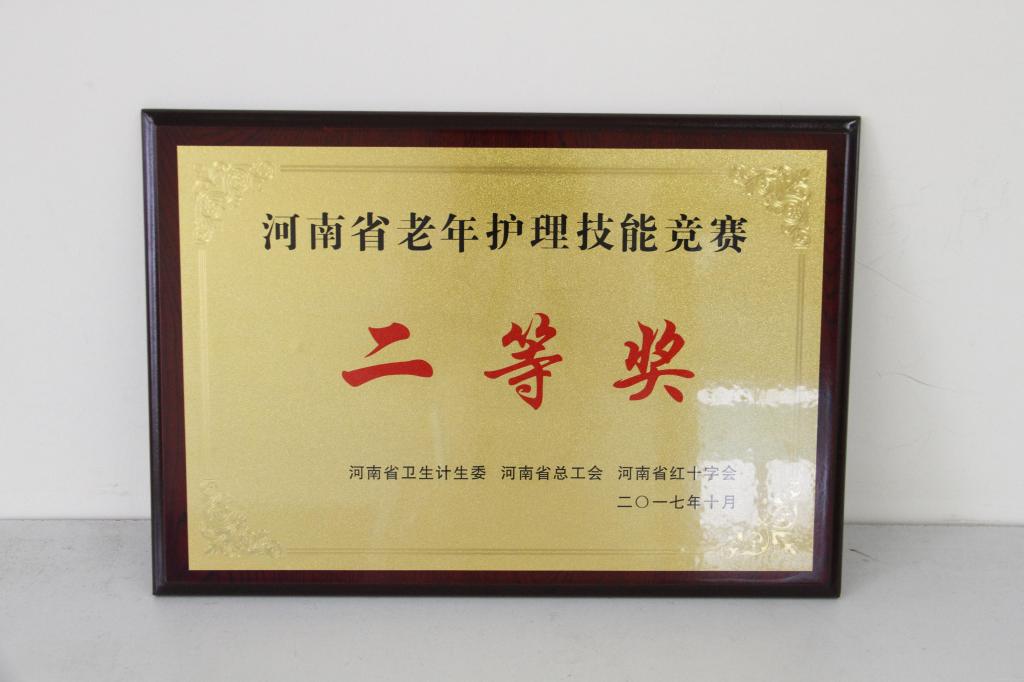 河南省老年护理技能竞赛
二等奖
河南省卫生计生委 河南省总工会 河南省红十字会
二〇一七年十月